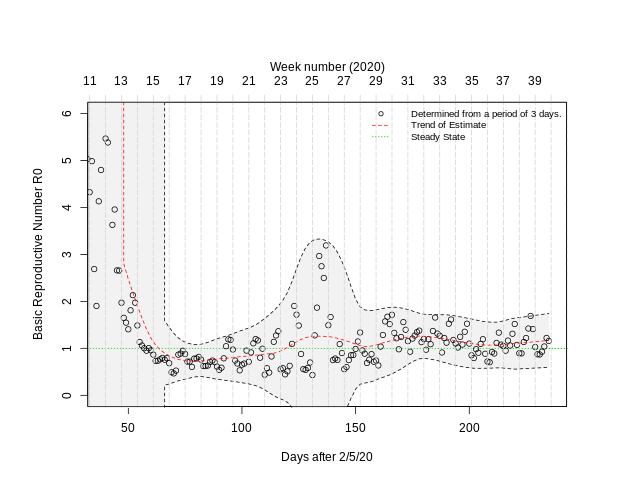 Week number (2020)
11 13 15 17 19 21 23 25 27 29 31 33 35 37 39
Determined from a period of 3 days.
Trend of Estimate
Steady State
6
5
4
3
2
1
0
Basic Reproductive Number R0
50 100 150 200
Days after 2/5/20